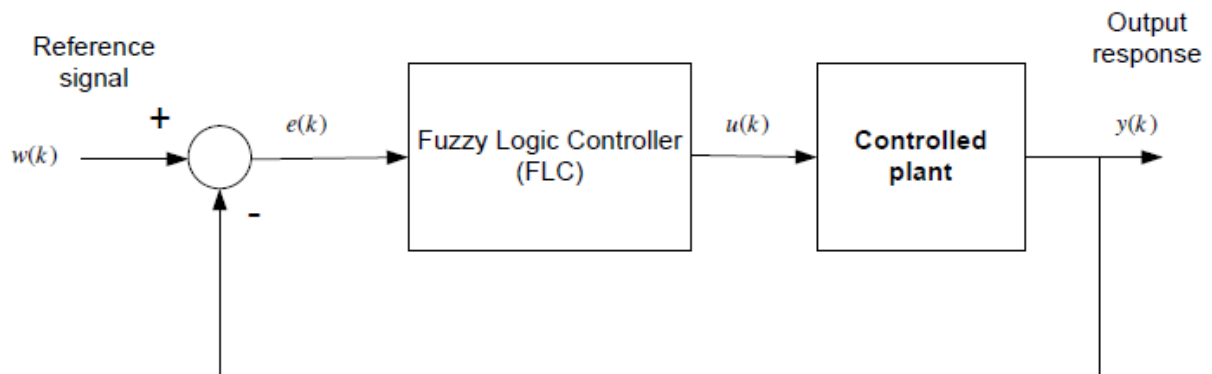 Reference
signal
Output
response
+
w(k)
e(k)
Fuzzy Logic Controller
(FLC)
u(k)
Controlled
plant
y(k)
-